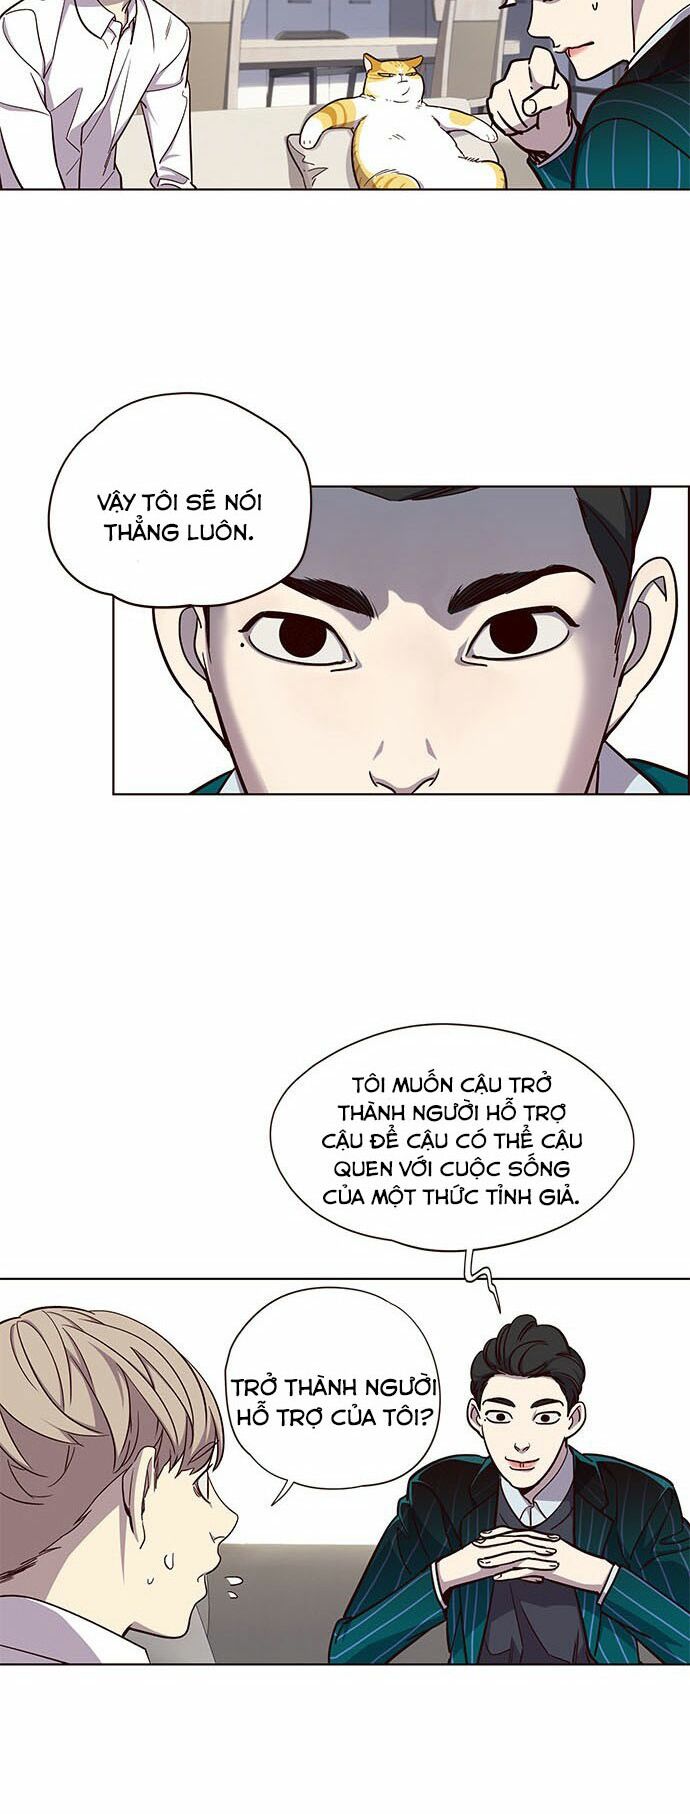 VẬY TÔI SẼ NÓI
THẲNG LUÔN.
TÔI MUỐN CẬU TRỞ
THÀNH NGƯỜI HỖ TRỢ
CẬU ĐỂ CẬU CÓ THỂ CẬU
QUEN VỚI CUỘC SỐNG
CỦA MỘT THỨC TỈNH GIẢ.
TRỞ THÀNH NGƯỜI
HỖ TRỢ CỦA TÔI?